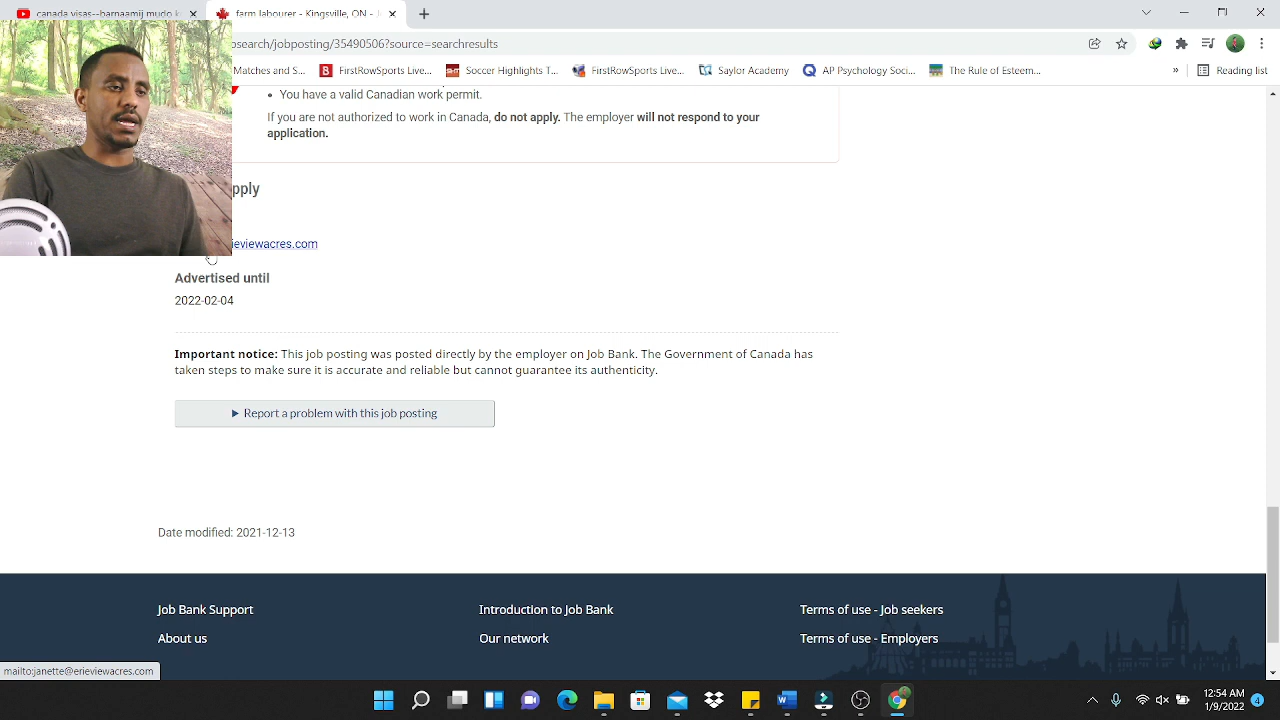 canada-visas-windsor-ON-farmi
search/jobposting/35490506?source=searchresults
Matches and S...
FirstRowSports Live...
Soccer Highlight T...
FirstRowSports Live...
Saylor Academy
AP Psychology Soci...
The Rule of Esteem...
»
Reading list
You have a valid Canadian work permit.
If you are not authorized to work in Canada, do not apply. The employer will not respond to your
application.
pply
ieviewacres.com
Advertised until
2022-02-04
Important notice: This job posting was posted directly by the employer on Job Bank. The Government of Canada has
taken steps to make sure it is accurate and reliable but cannot guarantee its authenticity.
Report a problem with this job posting
Date modified: 2021-12-13
Job Bank Support
Introduction to Job Bank
Terms of use - Job seekers
About us
Our network
Terms of use - Employers
mailto:janette@erieviewacres.com
12:54 AM
1/9/2022
4